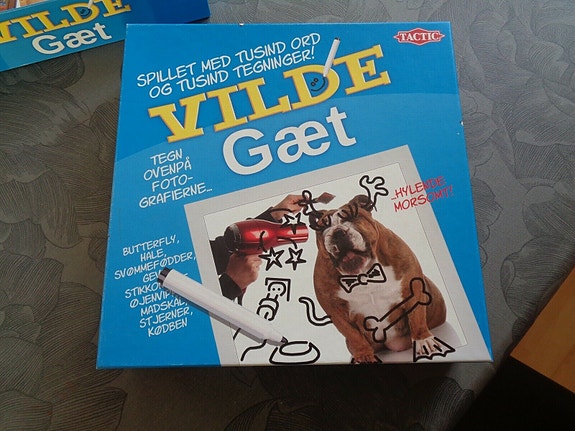 VILDE
Gæt
SPILLET MED TUSIND ORD
OG TUSIND TEGNINGER!
TACTIC
VILDE
Gæt
TEGN
OVENPÅ
FOTO-
GRAFIERNE...
...HYLENDE
MORSOMT!
BUTTERFLY,
HALE,
SVØMMEFØDDER,
STJERNER,
KØDBEN